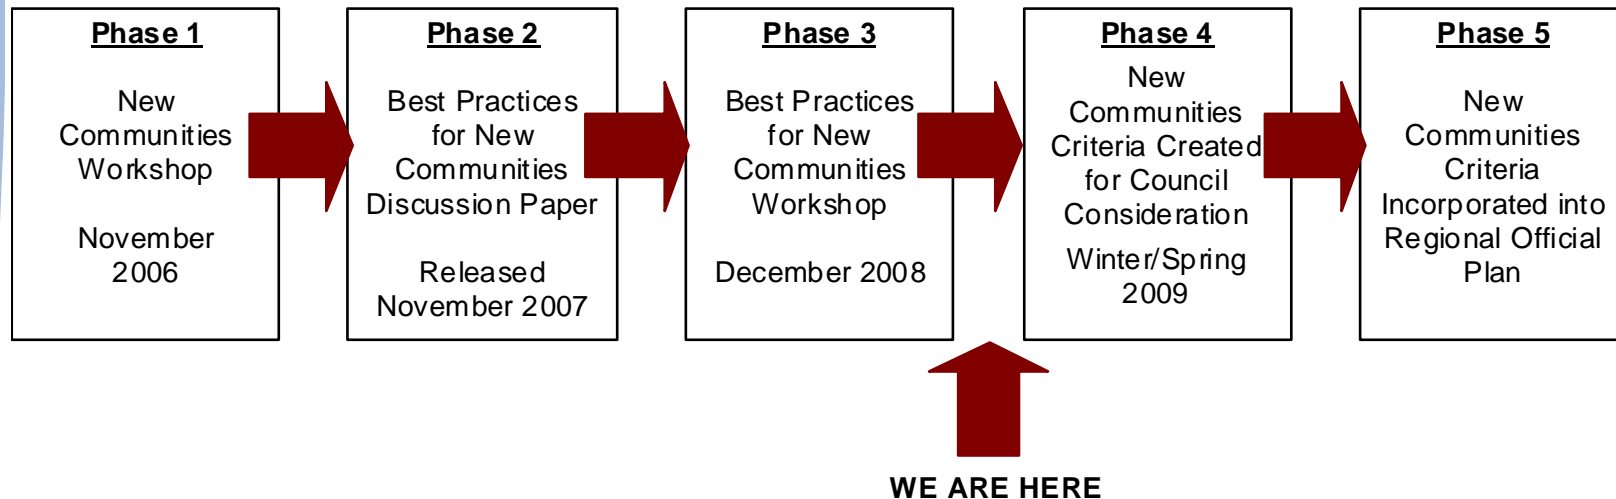 Phase 1
New
Communities
Workshop
November
2006
Phase 2
Best Practices
for New
Communities
Discussion Paper
Released
November 2007
Phase 3
Best Practices
for New
Communities
Workshop
December 2008
Phase 4
New
Communities
Criteria Created
for Council
Consideration
Winter/Spring
2009
Phase 5
New
Communities
Criteria
Incorporated into
Regional Official
Plan
WE ARE HERE